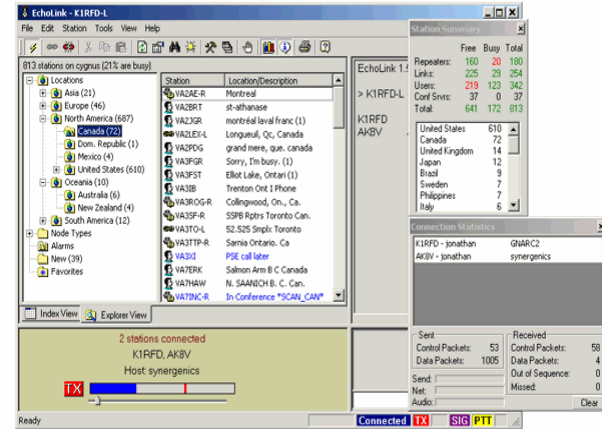 EchoLink - K1RFD-L
File Edit Station Tools View Help
813 stations on cygnus (21% are busy)
Locations
Asia (21)
Europe (46)
North America (687)
Canada (72)
Dom. Republic (1)
Mexico (4)
United States (610)
Oceania (10)
Australia (6)
New Zealand (4)
South America (12)
Node Types
Alarms
New (39)
Favorites
Station Location/Description
VA2AE-R Montreal
VA2BRT st-athanase
VA2JGR montréal laval franc (1)
VA2LEX-L Longueuil, Qc, Canada
VA2PDG grand mere, que. canada
VA3FGR Sorry, I'm busy. (1)
VA3FST Elliot Lake, Ontari (1)
VA3IB Trenton Ont I Phone
VA3ROG-R Collingwood, On., Ca.
VA3SF-R SSPB Rptrs Toronto Can.
VA3TO-L 52.525 Simplx Toronto
VA3TTP-R Sarnia Ontario. Ca
VA3XI PSE call later
VA7ERK Salmon Arm B C Canada
VA7HAW N. SAANICH B. C. Can.
VA7INC-R In Conference *SCAN_CAN*
Index View Explorer View
2 stations connected
K1RFD, AK8V
Host: synergenics
TX
Ready
Connected TX SIG PTT
EchoLink 1.5
> K1RFD-L
K1RFD
AK8V
Station Summary
Free Busy Total
Repeaters: 160 20 180
Links: 225 29 254
Users: 219 123 342
Conf Srvrs: 37 0 37
Total: 641 172 813
United States 610
Canada 72
United Kingdom 14
Japan 12
Brazil 9
Sweden 7
Philippines 7
Italy 6
Connection Statistics
K1RFD - jonathan GNARC2
AK8V - jonathan synergenics
Sent
Control Packets: 53
Data Packets: 1005
Send:
Net:
Audio:
Received
Control Packets: 58
Data Packets: 4
Out of Sequence: 0
Missed: 0
Clear